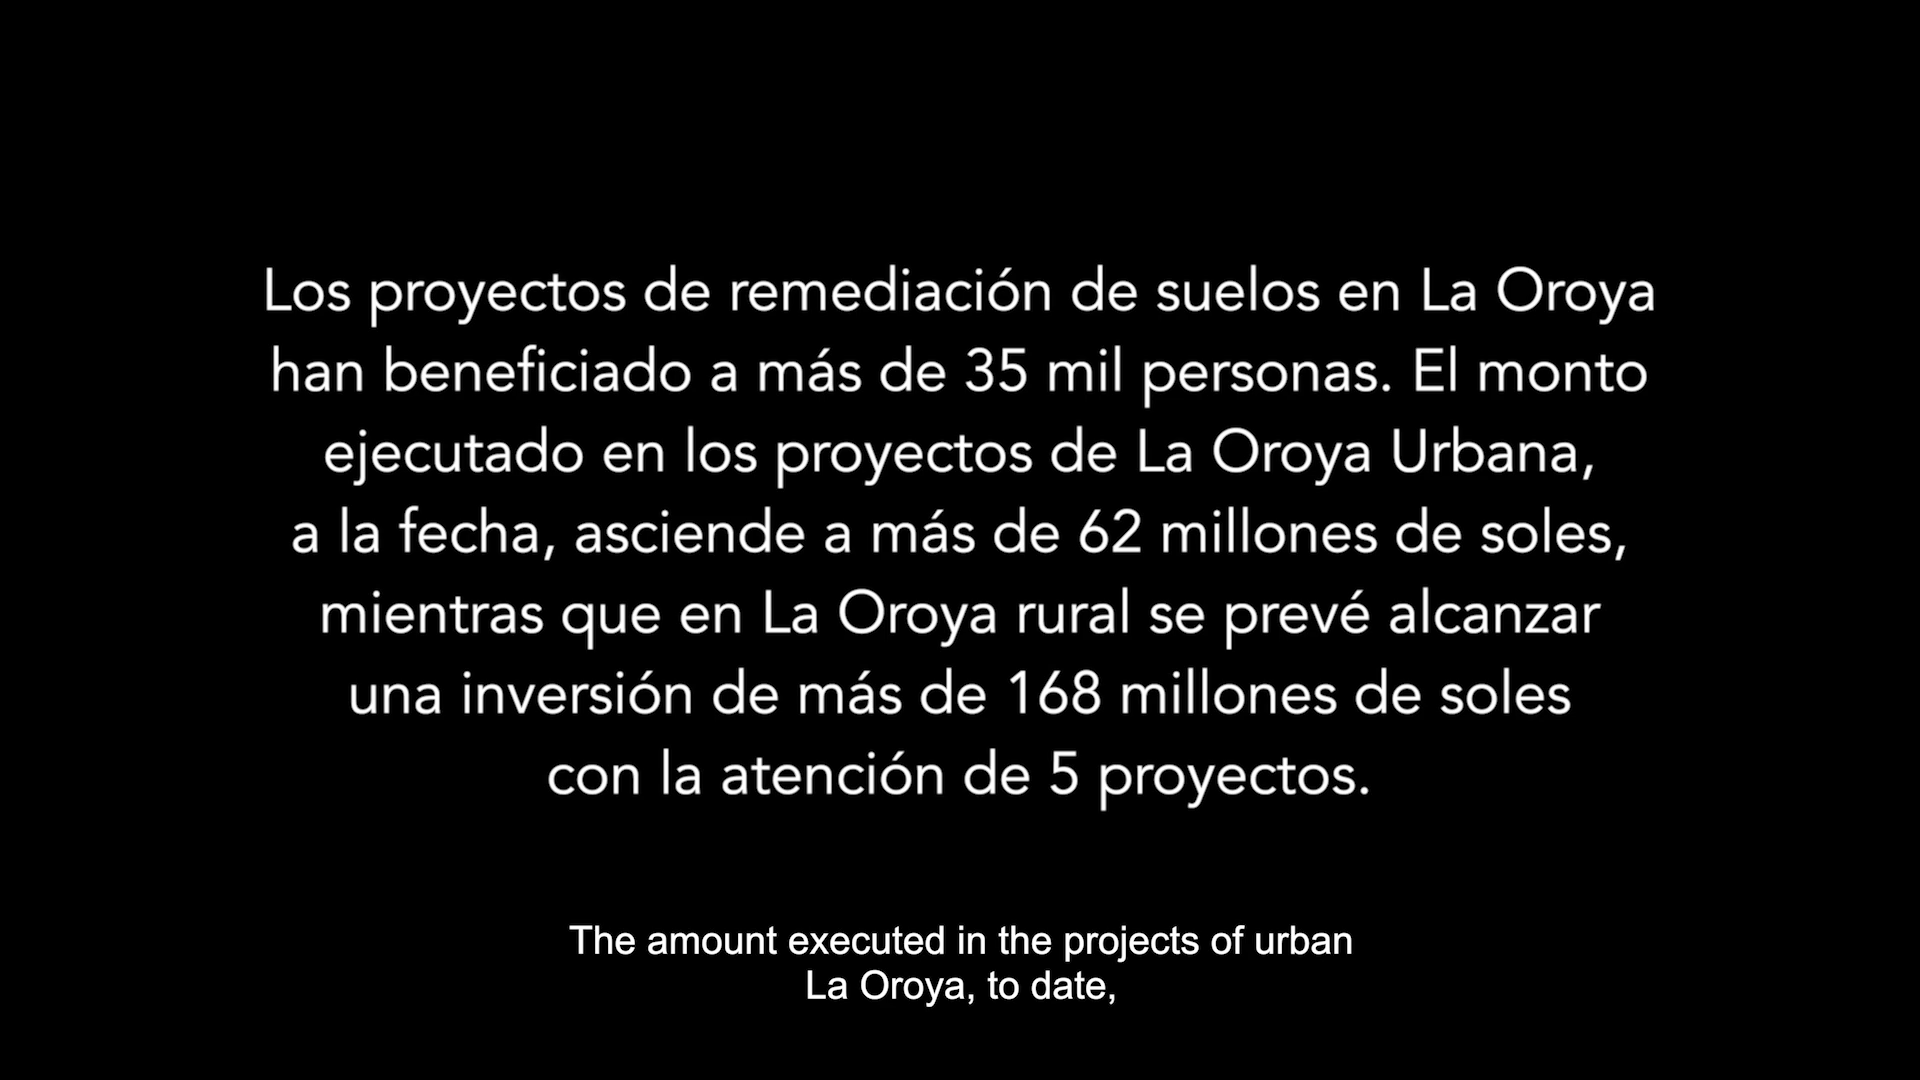 Los proyectos de remediación de suelos en La Oroya
han beneficiado a más de 35 mil personas. El monto
ejecutado en los proyectos de La Oroya Urbana,
a la fecha, asciende a más de 62 millones de soles,
mientras que en La Oroya rural se prevé alcanzar
una inversión de más de 168 millones de soles
con la atención de 5 proyectos.
The amount executed in the projects of urban
La Oroya, to date,